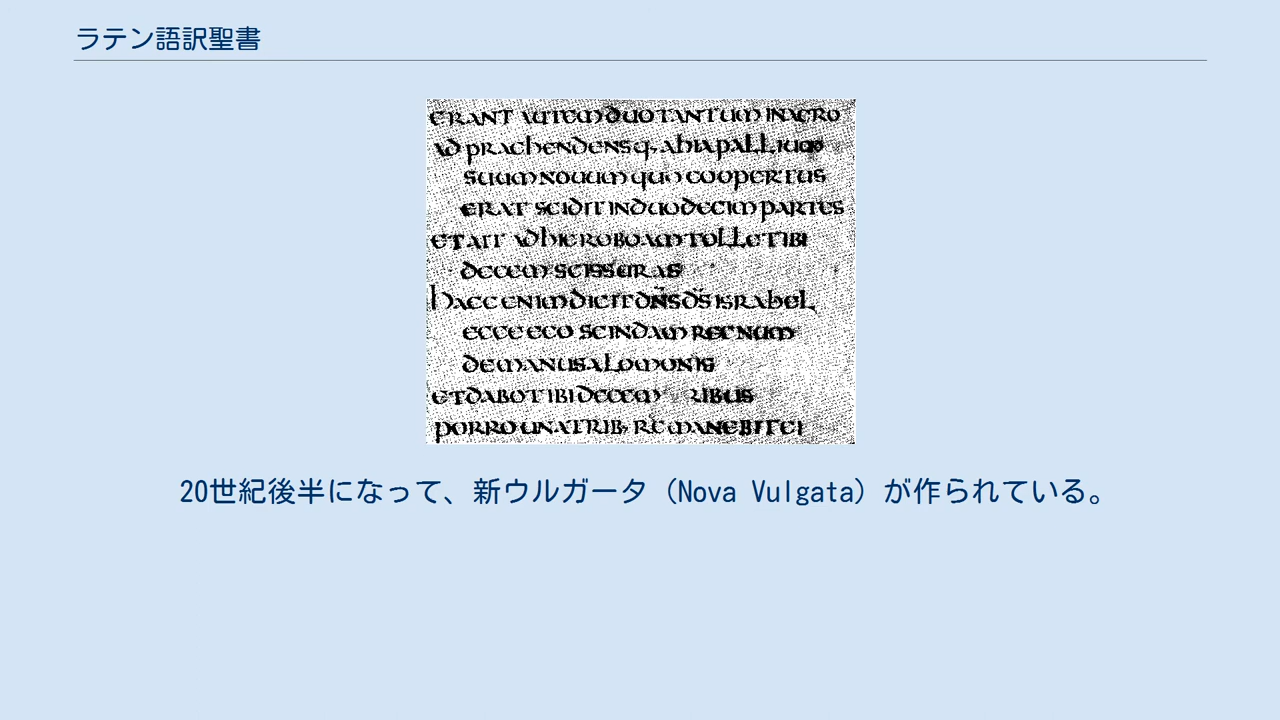 ラテン語訳聖書
ERANT AUTEM DUO TANTUM IN AGRO
AD PRACHENDENS Q, AHIA PALLIUM
SUUM NOUUM QUO COOPERTUS
ERAT SCIDIT IN DUODECIM PARTES
ET AIT AD HIEROBOAM TOLLE TIBI
DECEM SCISSURAS
HAEC ENIM DICIT DNS DS ISRAHEL
ECCE EGO SCINDAM REGNUM
DE MANU SALOMONIS
ET DABO TIBI DECEM RIBUS
PORRO UNA TRIB, REMANEBIT EI
20世紀後半になって、新ウルガータ（Nova Vulgata）が作られている。